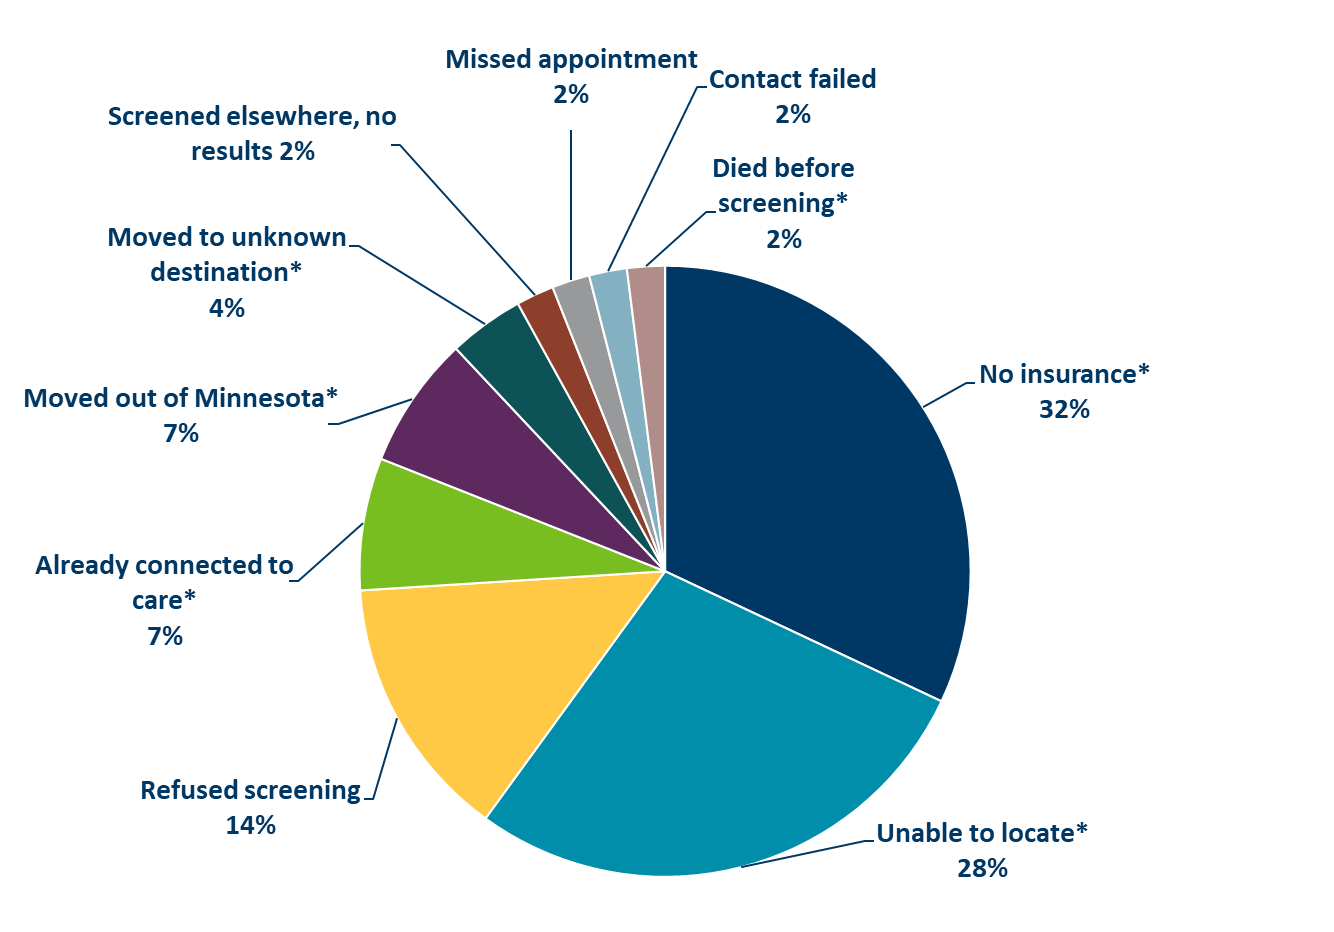 Missed appointment
2%
Contact failed
2%
Screened elsewhere, no
results 2%
Died before
screening*
2%
Moved to unknown
destination*
4%
No insurance*
32%
Moved out of Minnesota*
7%
Already connected to
care*
7%
Refused screening
14%
Unable to locate*
28%